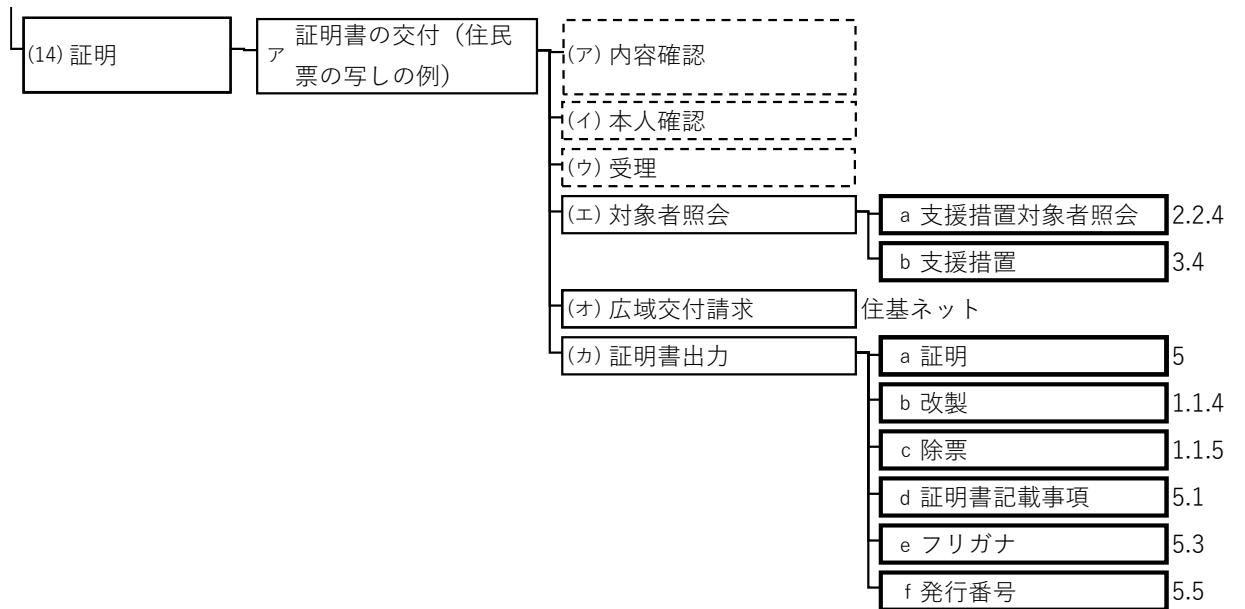 (14) 証明
ア 証明書の交付（住民
票の写しの例）
(ア) 内容確認
(イ) 本人確認
(ウ) 受理
(エ) 対象者照会
a 支援措置対象者照会 2.2.4
b 支援措置 3.4
(オ) 広域交付請求 住基ネット
(カ) 証明書出力
a 証明 5
b 改製 1.1.4
c 除票 1.1.5
d 証明書記載事項 5.1
e フリガナ 5.3
f 発行番号 5.5